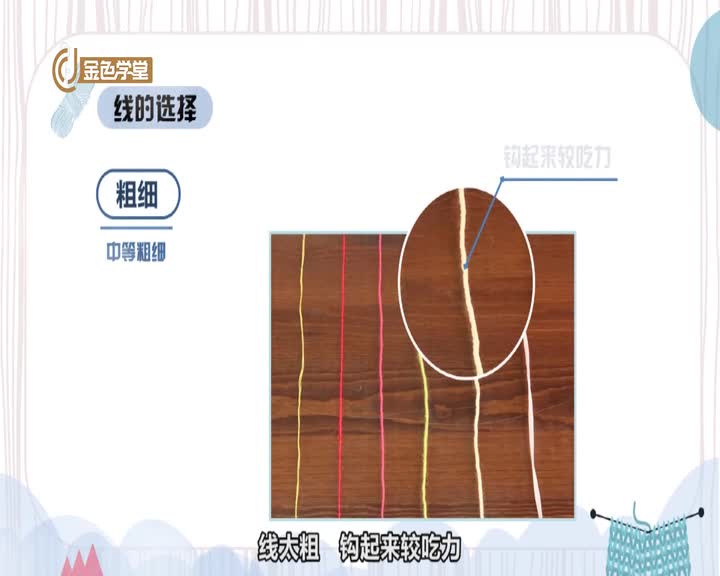 金色学堂
线的选择
钩起来较吃力
粗细
中等粗细
线太粗 钩起来较吃力